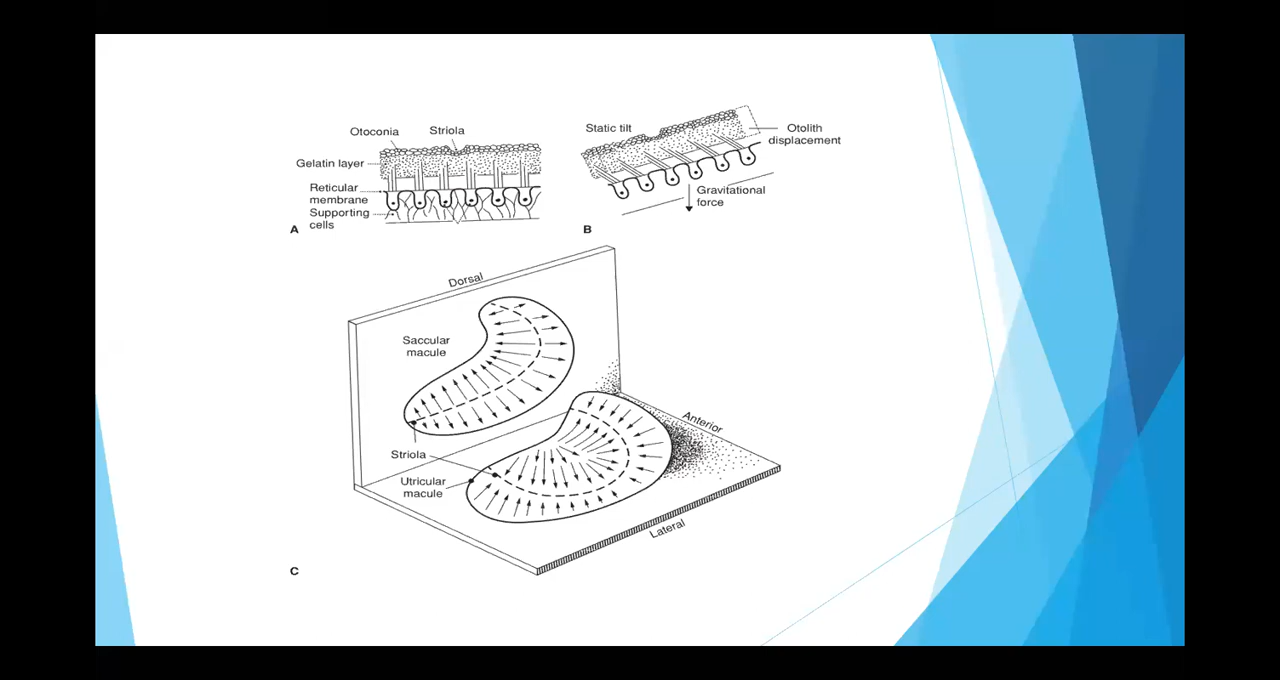 Otoconia
Striola
Gelatin layer
Reticular
membrane
Supporting
cells
A
Static tilt
Otolith
displacement
Gravitational
force
B
Dorsal
Saccular
macule
Anterior
Striola
Utricular
macule
Lateral
C